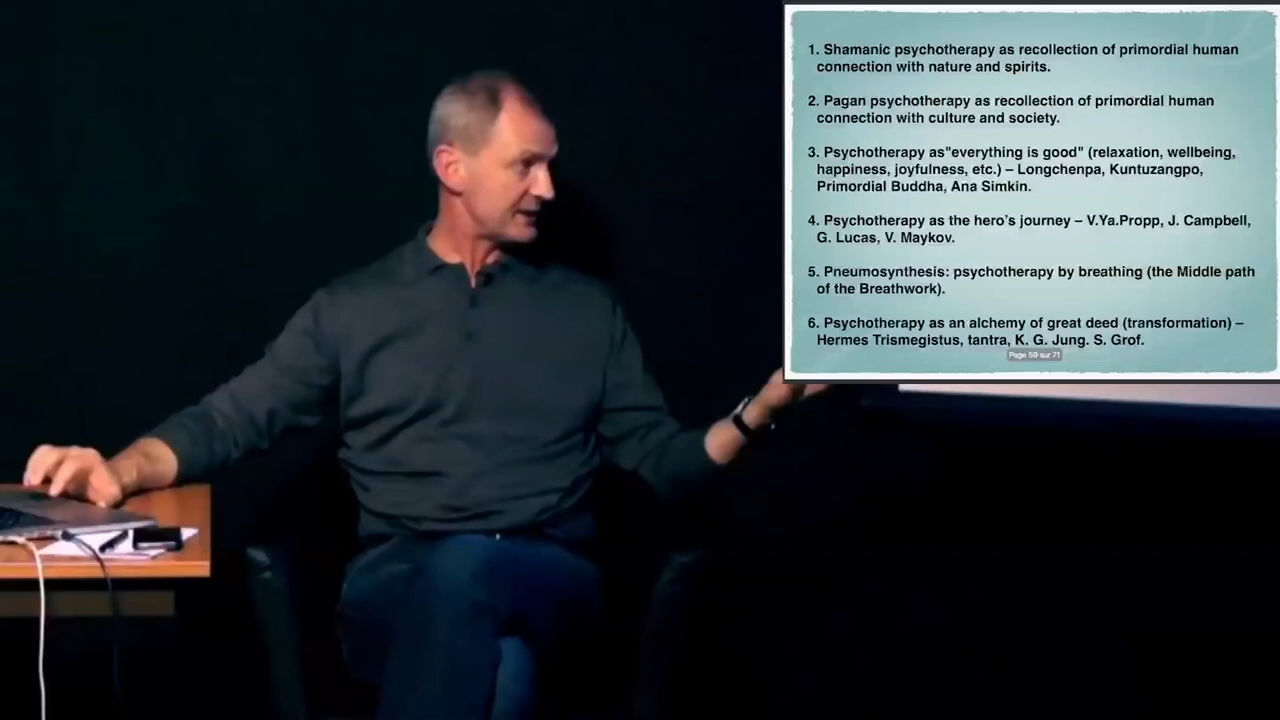 1. Shamanic psychotherapy as recollection of primordial human
connection with nature and spirits.
2. Pagan psychotherapy as recollection of primordial human
connection with culture and society.
3. Psychotherapy as"everything is good" (relaxation, wellbeing,
happiness, joyfulness, etc.) – Longchenpa, Kuntuzangpo,
Primordial Buddha, Ana Simkin.
4. Psychotherapy as the hero's journey – V.Ya.Propp, J. Campbell,
G. Lucas, V. Maykov.
5. Pneumosynthesis: psychotherapy by breathing (the Middle path
of the Breathwork).
6. Psychotherapy as an alchemy of great deed (transformation) –
Hermes Trismegistus, tantra, K. G. Jung. S. Grof.
Page 59 sur 71